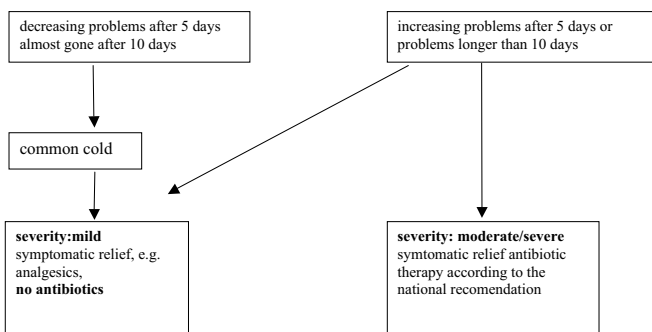 decreasing problems after 5 days
almost gone after 10 days
increasing problems after 5 days or
problems longer than 10 days
common cold
severity:mild
symptomatic relief, e.g.
analgesics,
no antibiotics
severity: moderate/severe
symtomatic relief antibiotic
therapy according to the
national recomendation